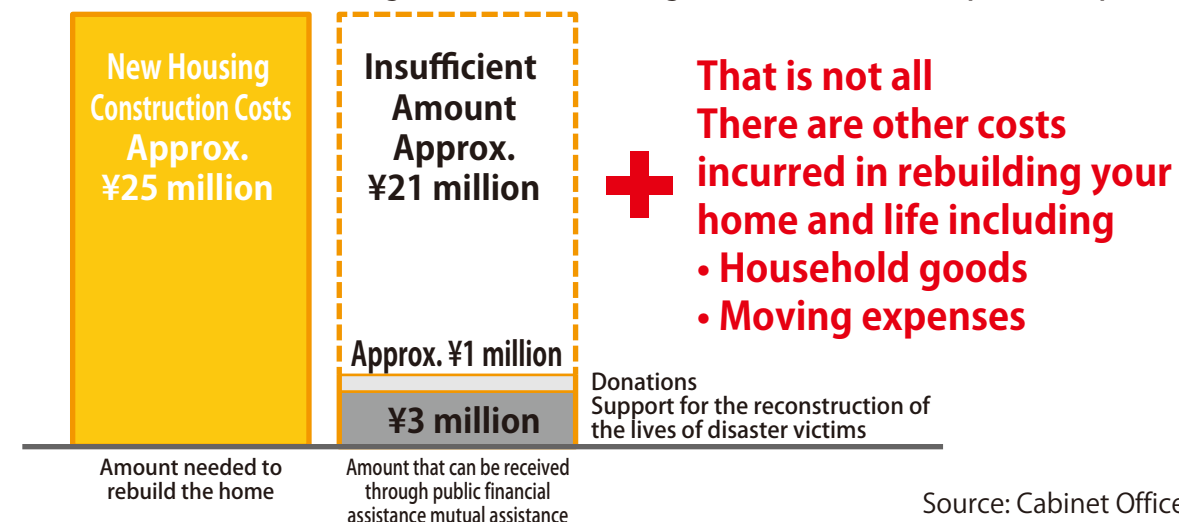 New Housing
Construction Costs
Approx.
¥25 million
Insufficient
Amount
Approx.
¥21 million
That is not all
There are other costs
incurred in rebuilding your
home and life including
• Household goods
• Moving expenses
Approx. ¥1 million
¥3 million
Donations
Support for the reconstruction of
the lives of disaster victims
Amount needed to
rebuild the home
Amount that can be received
through public financial
assistance mutual assistance
Source: Cabinet Office